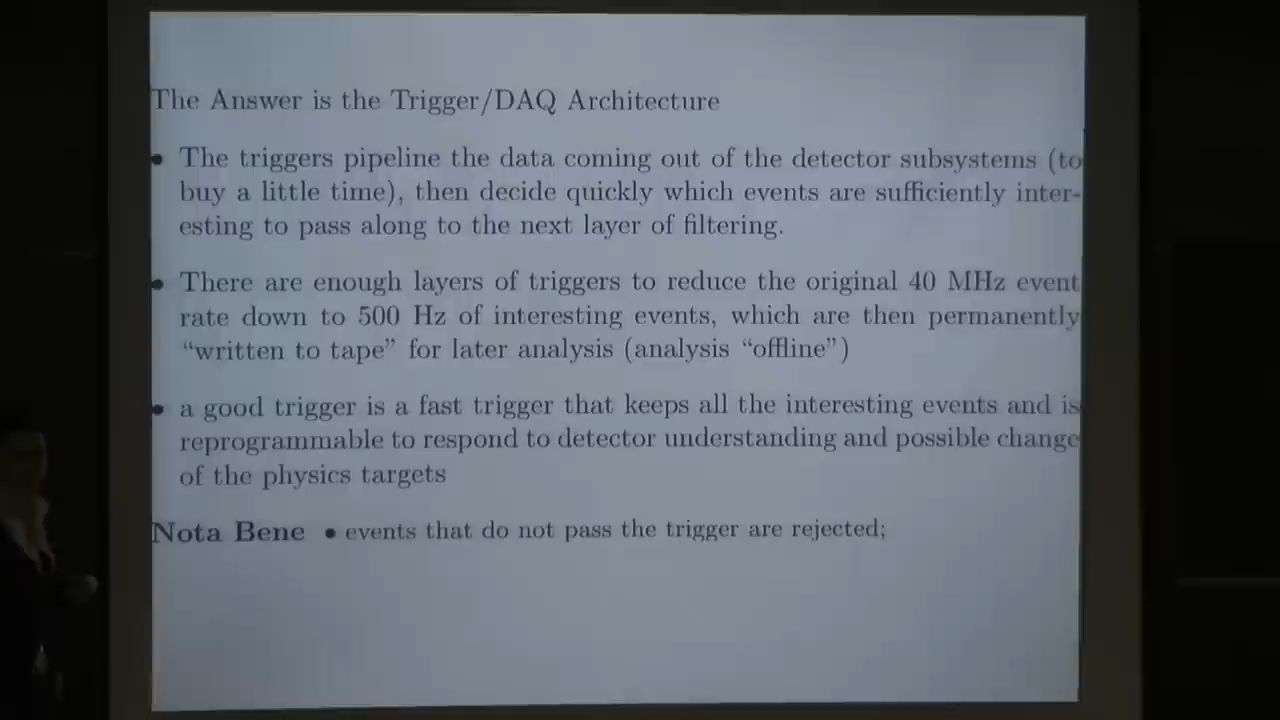 The Answer is the Trigger/DAQ Architecture
• The triggers pipeline the data coming out of the detector subsystems (to
buy a little time), then decide quickly which events are sufficiently inter-
esting to pass along to the next layer of filtering.
• There are enough layers of triggers to reduce the original 40 MHz event
rate down to 500 Hz of interesting events, which are then permanently
“written to tape” for later analysis (analysis “offline”)
• a good trigger is a fast trigger that keeps all the interesting events and is
reprogrammable to respond to detector understanding and possible change
of the physics targets
Nota Bene • events that do not pass the trigger are rejected;